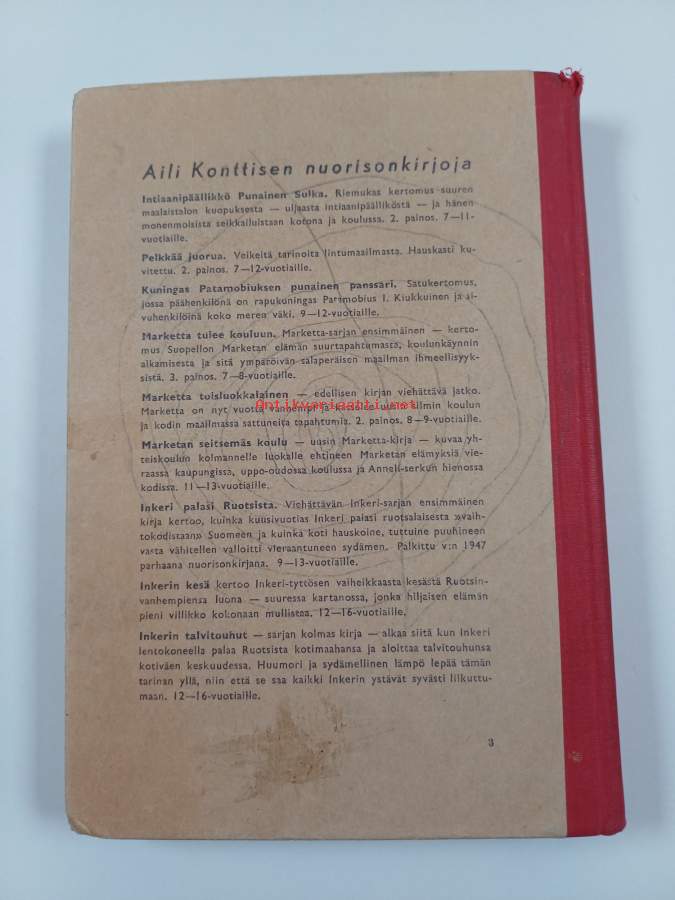 Aili Konttisen nuorisonkirjoja
Intiaanipäällikkö Punainen Sulka. Riemukas kertomus suuren
maalaistalon kuopuksesta — uljaasta intiaanipäälliköstä — ja hänen
monenmoisista seikkailuistaan kotona ja koulussa. 2. painos. 7—11-
vuotiaille.
Pelkkää juorua. Veikeitä tarinoita lintumaailmasta. Hauskasti ku-
vitettu. 2. painos. 7—12-vuotiaille.
Kuningas Patamobiuksen punainen panssari. Satukertomus,
jossa päähenkilönä on rapukuningas Patamobius I. Kiukkuinen ja si-
vuhenkilöinä koko meren väki. 9—12-vuotiaille.
Marketta tulee kouluun. Marketta-sarjan ensimmäinen — kerto-
mus Suopellon Marketan elämän suurtapahtumasta, koulunkäynnin
alkamisesta ja sitä ympäröivän salaperäisen maailman ihmeellisyyk-
sistä. 3. painos. 7—8-vuotiaille.
Marketta toisluokkalainen — edellisen kirjan viehättävä jatko.
Antikvariaatti.net
Marketta on nyt vuotta vanhempi ja silmin koulun
ja kodin maailmassa sattuneita tapahtumia. 2. painos. 8—9-vuotiaille.
Marketan seitsemäs koulu — uusin Marketta-kirja — kuvaa yh-
teiskoulun kolmannelle luokalle ehtineen Marketan elämyksiä vie-
raassa kaupungissa, uppo-oudossa koulussa ja Anneli-serkun hienossa
kodissa. 11—13-vuotiaille.
Inkeri palasi Ruotsista. Viehättävän Inkeri-sarjan ensimmäinen
kirja kertoo, kuinka kuusivuotias Inkeri palasi ruotsalaisesta »vaih-
tokodistaan» Suomeen ja kuinka koti hauskoine, tuttuine puuhineen
vasta vähitellen valloitti vieraantuneen sydämen. Palkittu v:n 1947
parhaana nuorisonkirjana. 9—13-vuotiaille.
Inkerin kesä kertoo Inkeri-tyttösen vaiheikkaasta kesästä Ruotsin-
vanhempiensa luona — suuressa kartanossa, jonka hiljaisen elämän
pieni villikko kokonaan mullistaa. 12—16-vuotiaille.
Inkerin talvitouhut — sarjan kolmas kirja — alkaa siitä kun Inkeri
lentokoneella palaa Ruotsista kotimaahansa ja aloittaa talvitouhunsa
kotiväen keskuudessa. Huumori ja sydämellinen lämpö lepää tämän
tarinan yllä, niin että se saa kaikki Inkerin ystävät syvästi liikuttu-
maan. 12—16-vuotiaille.
3